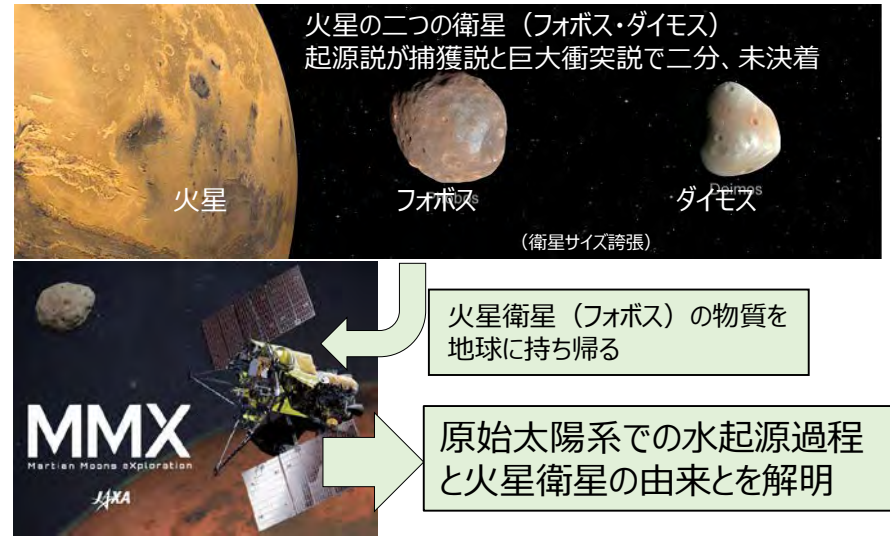 火星の二つの衛星（フォボス・ダイモス）
起源説が捕獲説と巨大衝突説で二分、未決着
火星
フォボス
Phobos
ダイモス
Deimos
（衛星サイズ誇張）
火星衛星（フォボス）の物質を
地球に持ち帰る
MMX
Martian Moons eXploration
JAXA
原始太陽系での水起源過程
と火星衛星の由来とを解明